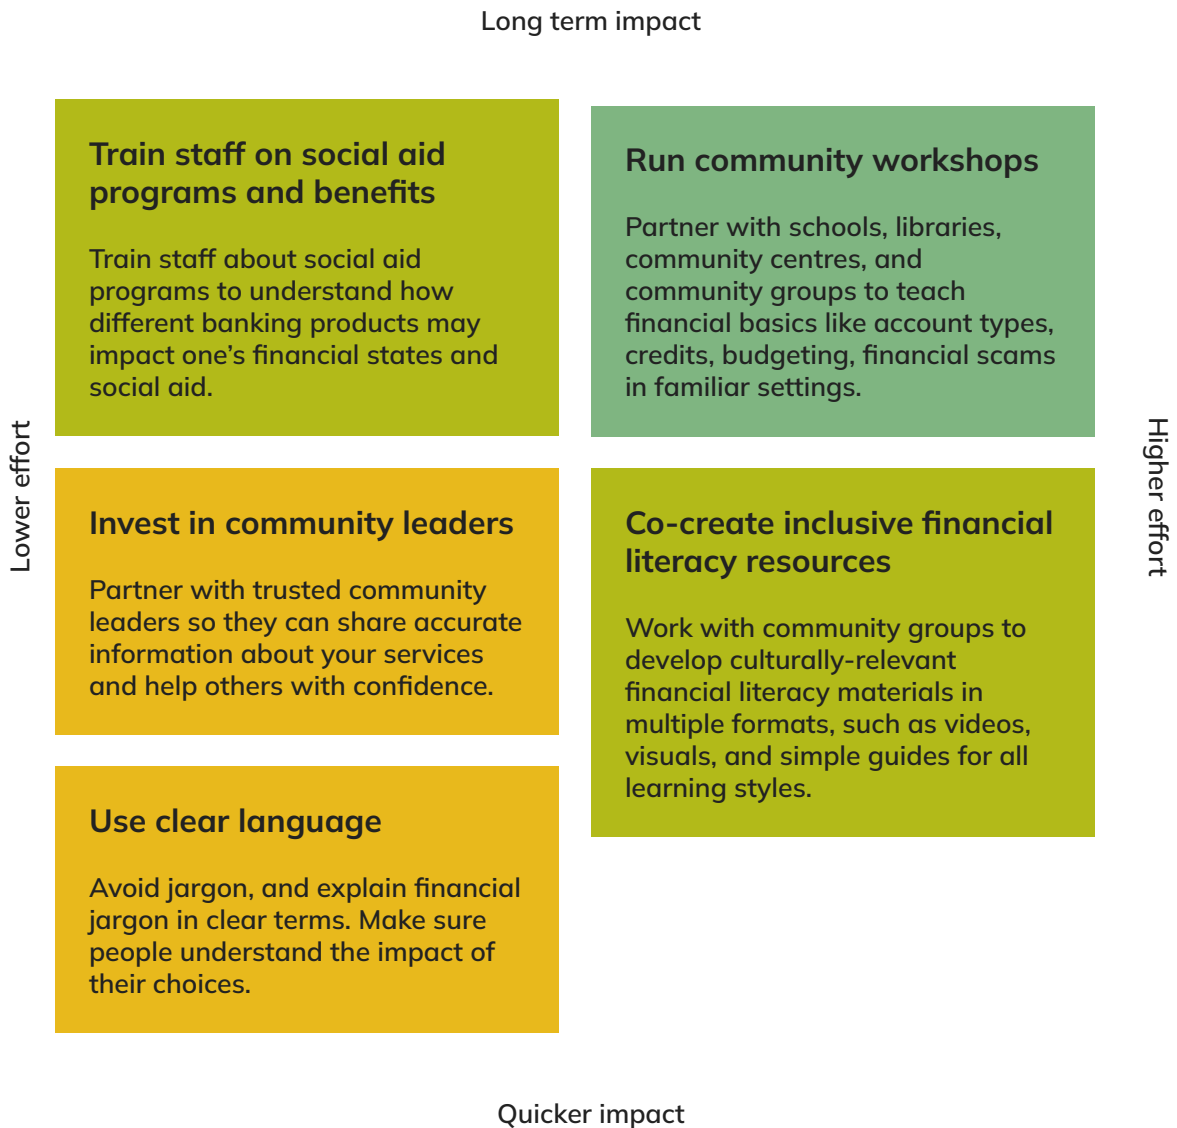 Long term impact
Train staff on social aid
programs and benefits
Train staff about social aid
programs to understand how
different banking products may
impact one’s financial states and
social aid.
Run community workshops
Partner with schools, libraries,
community centres, and
community groups to teach
financial basics like account types,
credits, budgeting, financial scams
in familiar settings.
Lower effort
Higher effort
Invest in community leaders
Partner with trusted community
leaders so they can share accurate
information about your services
and help others with confidence.
Co-create inclusive financial
literacy resources
Work with community groups to
develop culturally-relevant
financial literacy materials in
multiple formats, such as videos,
visuals, and simple guides for all
learning styles.
Use clear language
Avoid jargon, and explain financial
jargon in clear terms. Make sure
people understand the impact of
their choices.
Quicker impact